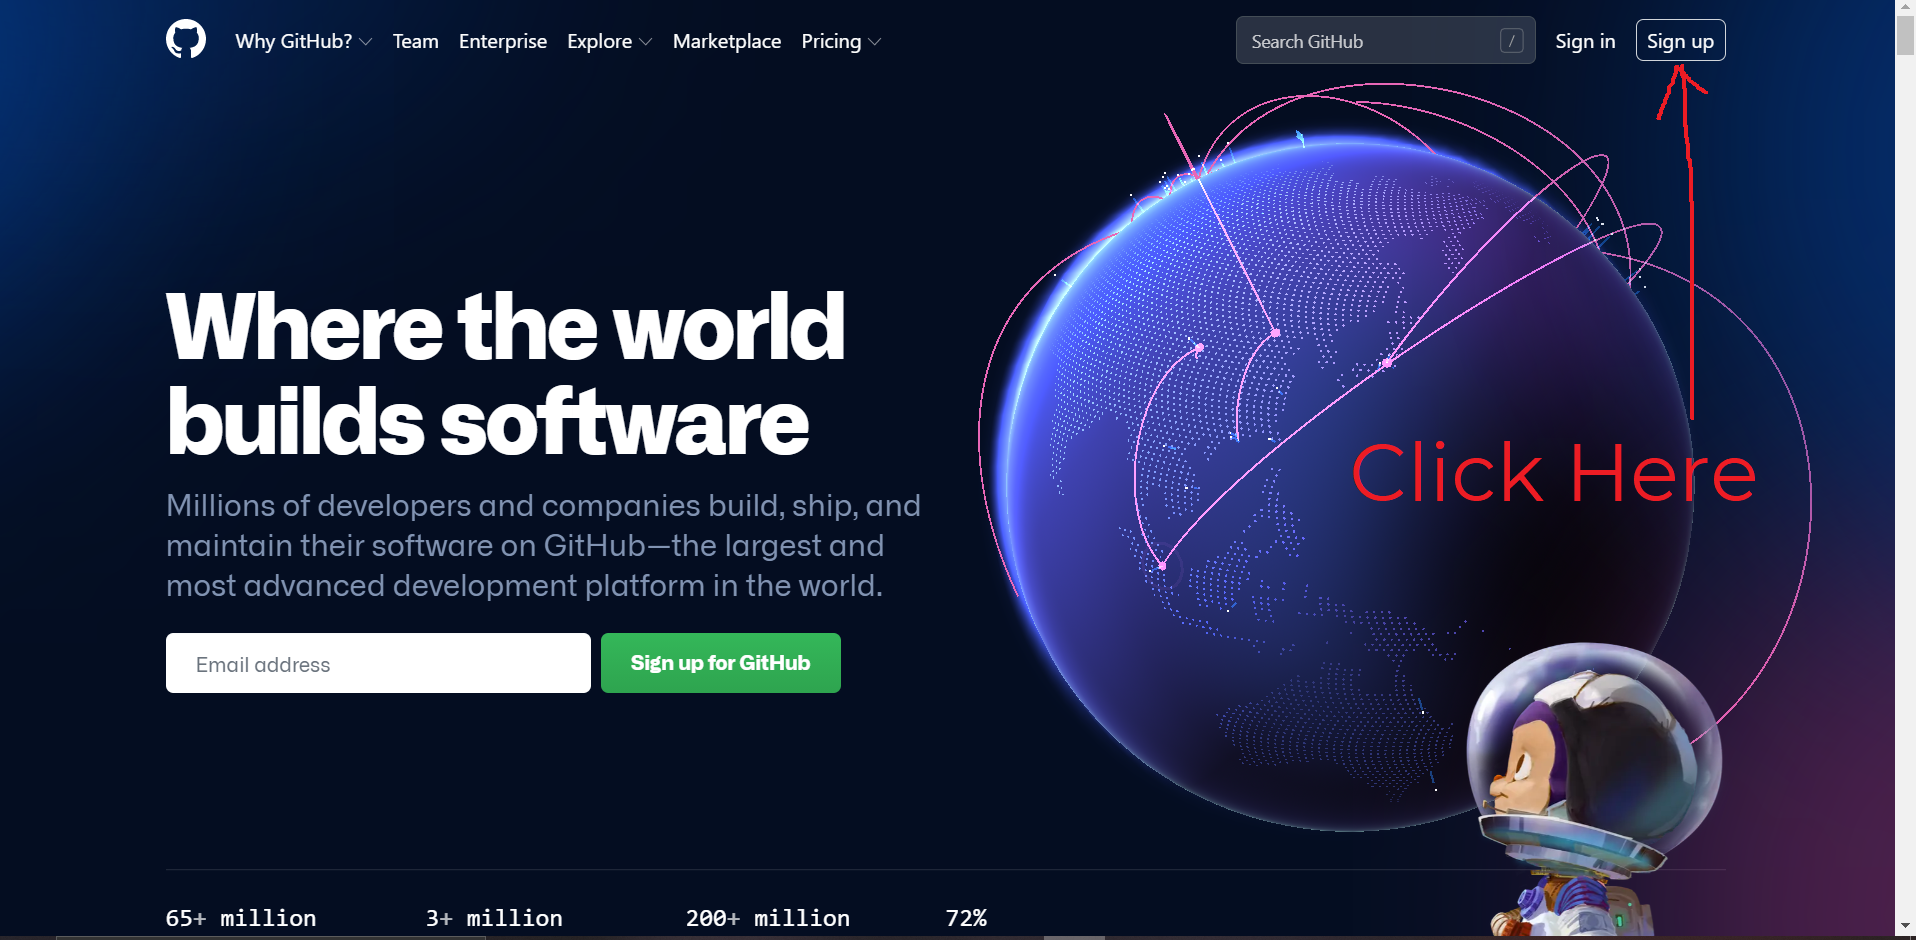 Why GitHub? Team Enterprise Explore Marketplace Pricing Search GitHub / Sign in Sign up
Where the world
builds software
Click Here
Millions of developers and companies build, ship, and
maintain their software on GitHub—the largest and
most advanced development platform in the world.
Email address Sign up for GitHub
65+ million 3+ million 200+ million 72%